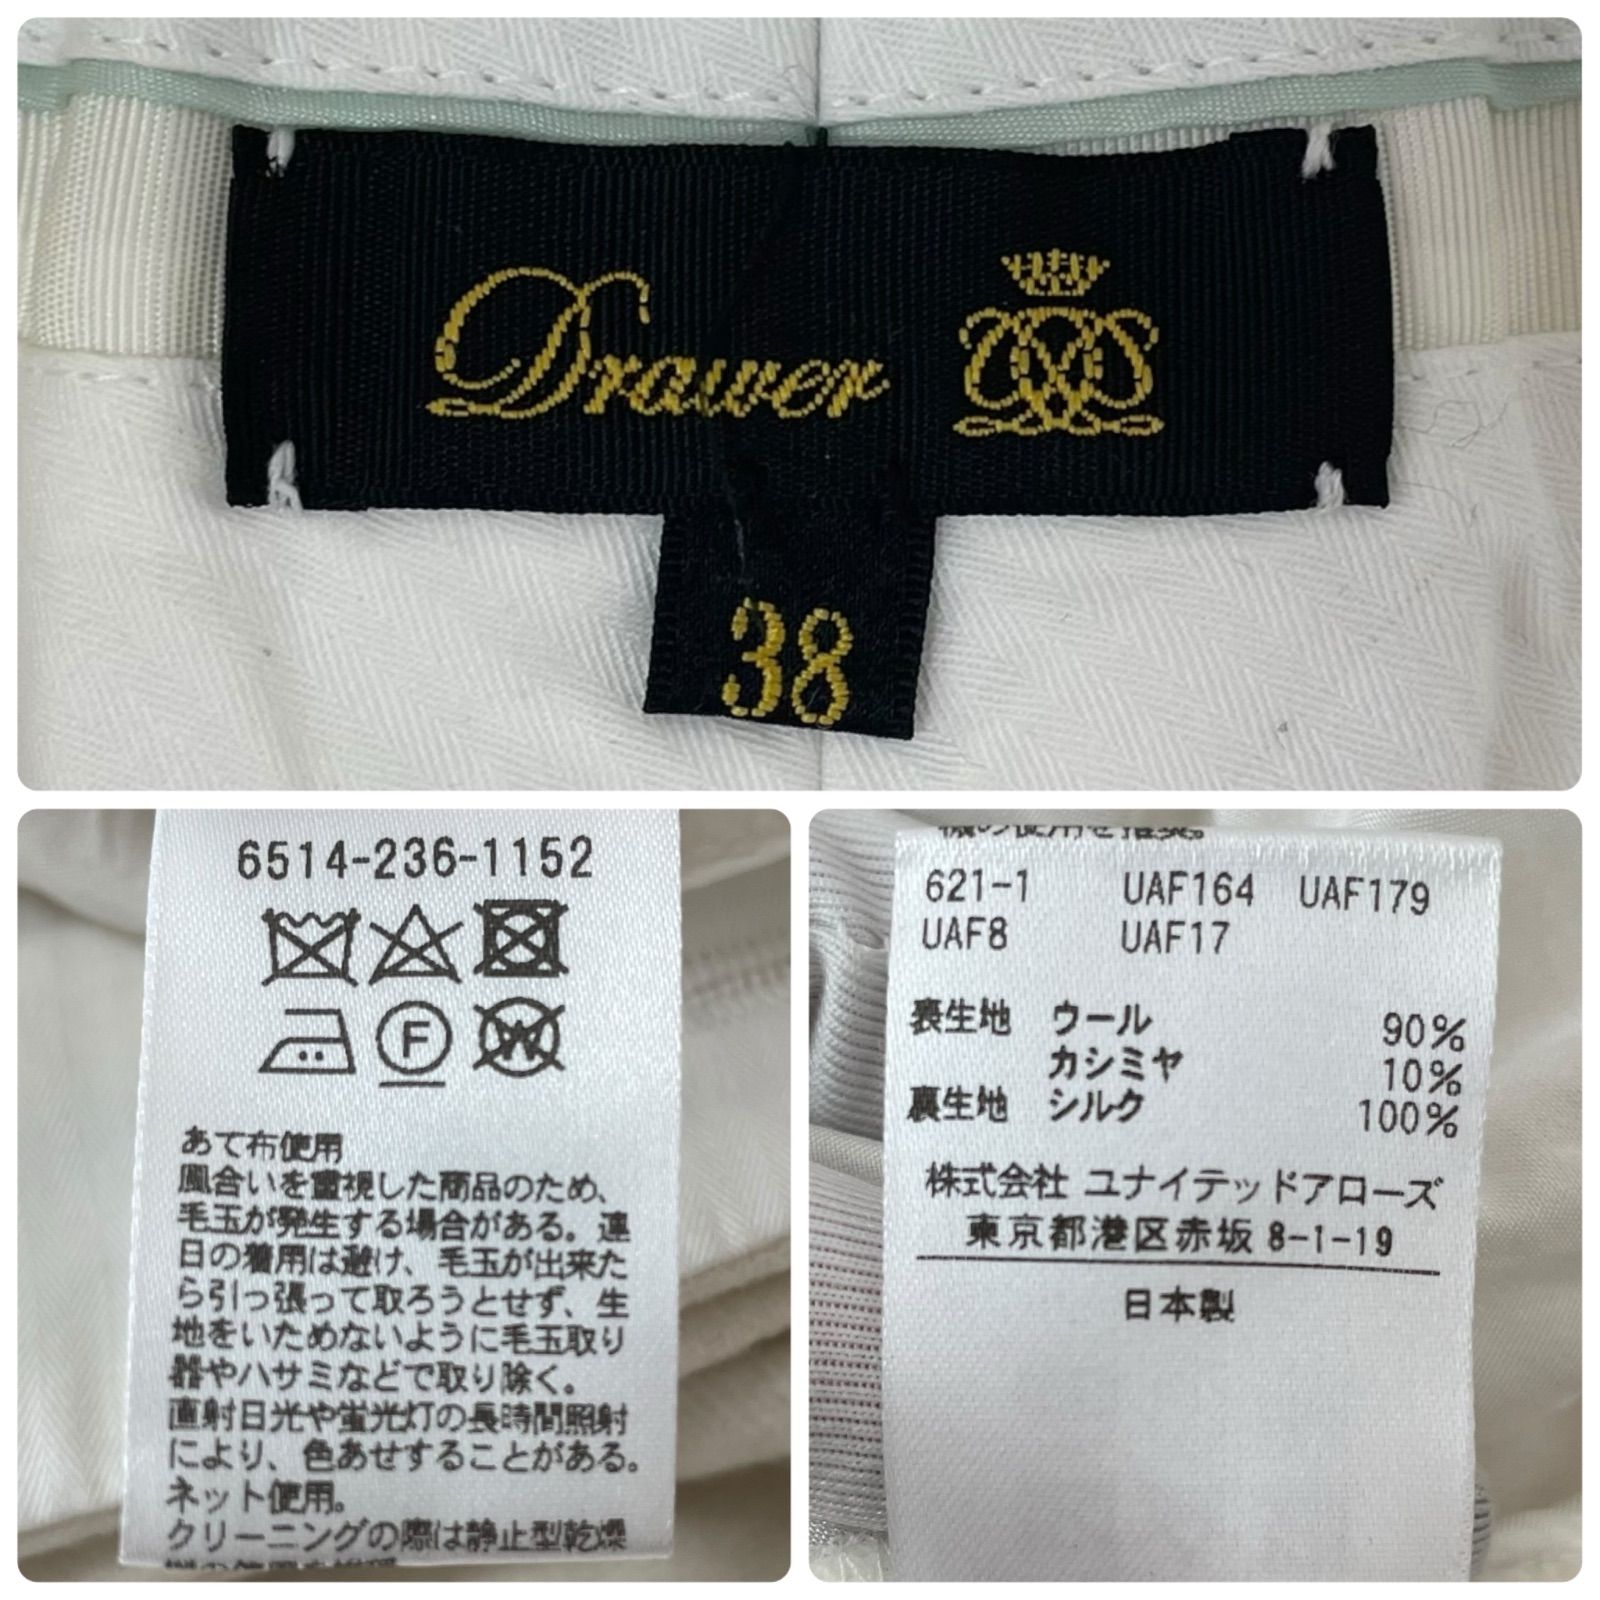 Drawer
38
6514-236-1152
F
W
あて布使用
風合いを重視した商品のため、
毛玉が発生する場合がある。連
日の着用は避け、毛玉が出来た
ら引っ張って取ろうとせず、生
地をいためないように毛玉取り
器やハサミなどで取り除く。
直射日光や蛍光灯の長時間照射
により、色あせすることがある。
ネット使用。
クリーニングの際は静止型乾燥
機の使用を推奨。
621-1 UAF164 UAF179
UAF8 UAF17
表生地 ウール 90%
カシミヤ 10%
裏生地 シルク 100%
株式会社 ユナイテッドアローズ
東京都港区赤坂 8-1-19
日本製